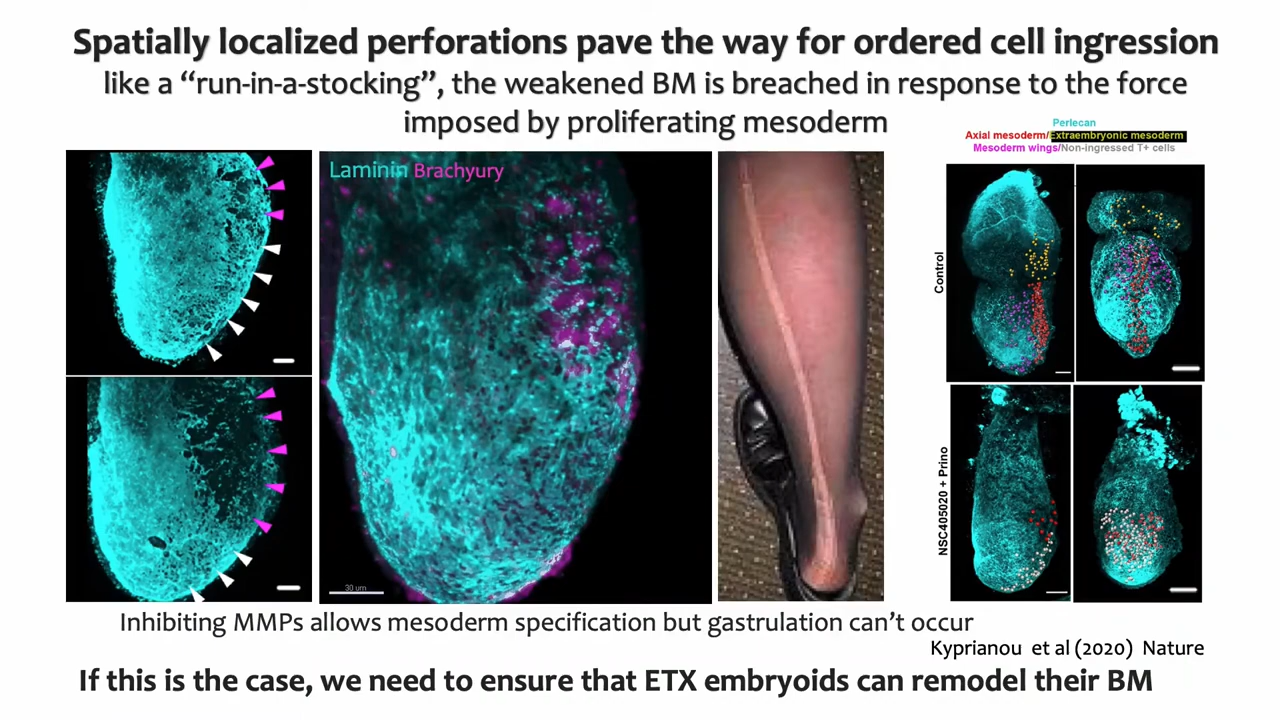 Spatially localized perforations pave the way for ordered cell ingression
like a “run-in-a-stocking”, the weakened BM is breached in response to the force
imposed by proliferating mesoderm
Perlecan
Axial mesoderm/Extraembryonic mesoderm
Mesoderm wings/Non-ingressed T+ cells
Laminin Brachyury
Control
NSC405020 + Prino
30 um
Inhibiting MMPs allows mesoderm specification but gastrulation can’t occur
Kyprianou et al (2020) Nature
If this is the case, we need to ensure that ETX embryoids can remodel their BM